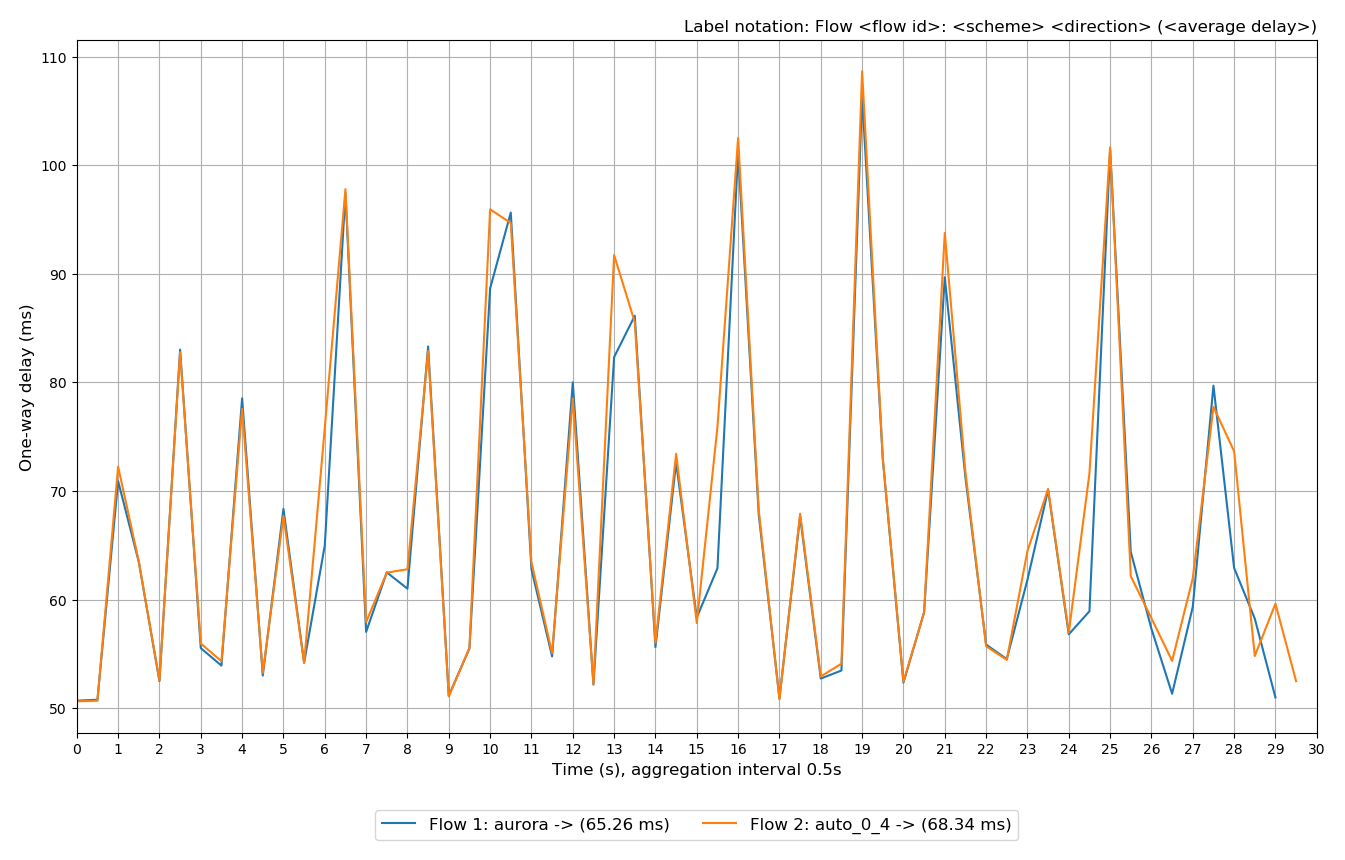 Label notation: Flow <flow id>: <scheme> <direction> (<average delay>)
110
100
90
80
70
60
50
One-way delay (ms)
0 1 2 3 4 5 6 7 8 9 10 11 12 13 14 15 16 17 18 19 20 21 22 23 24 25 26 27 28 29 30
Time (s), aggregation interval 0.5s
Flow 1: aurora -> (65.26 ms) Flow 2: auto_0_4 -> (68.34 ms)